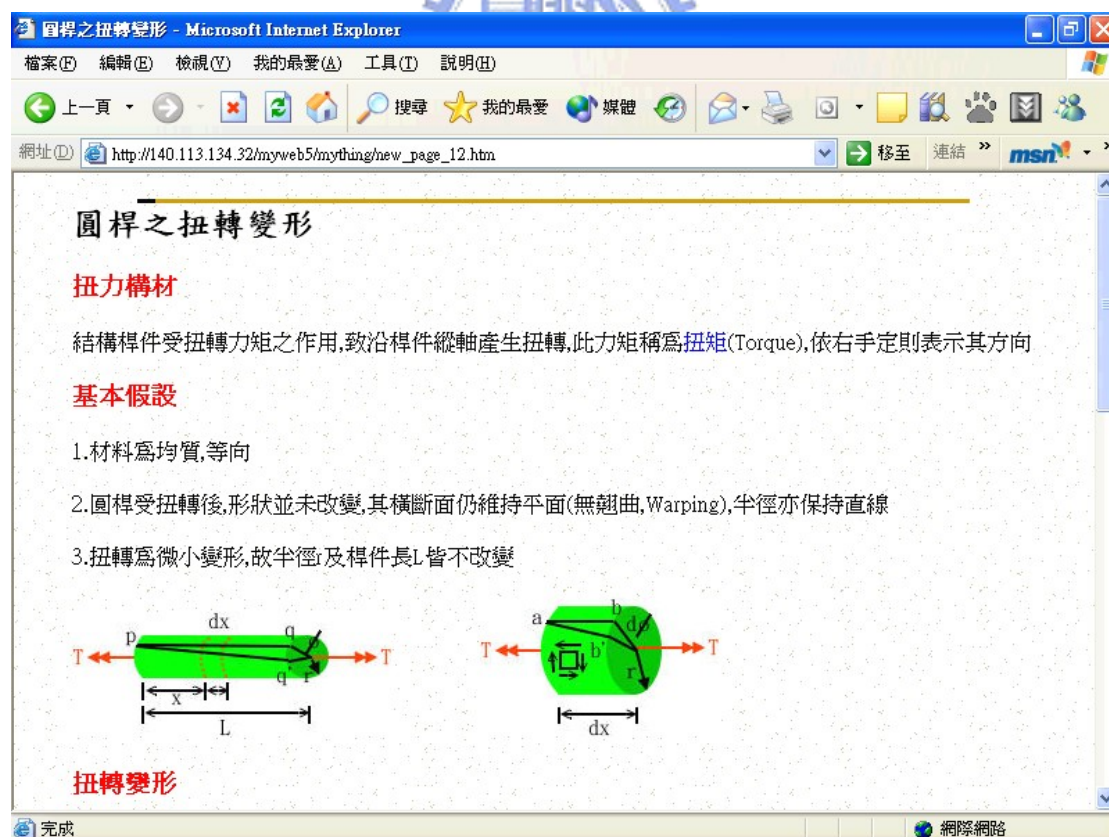 圓桿之扭轉變形 - Microsoft Internet Explorer
檔案(F) 編輯(E) 檢視(V) 我的最愛(A) 工具(T) 說明(H)
上一頁 搜尋 我的最愛 媒體
網址(D) http://140.113.134.32/myweb5/mything/new_page_12.htm 移至 連結 » msn
圓桿之扭轉變形
扭力構材
結構桿件受扭轉力矩之作用,致沿桿件縱軸產生扭轉,此力矩稱為扭矩(Torque),依右手定則表示其方向
基本假設
1.材料為均質,等向
2.圓桿受扭轉後,形狀並未改變,其橫斷面仍維持平面(無翹曲,Warping),半徑亦保持直線
3.扭轉為微小變形,故半徑r及桿件長L皆不改變
dx
p q ϕ
T T
q' r
x
L
a b dϕ
T b' T
r
dx
扭轉變形
完成 網際網路